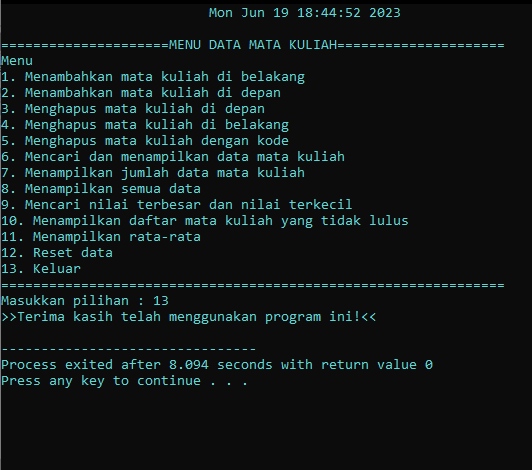 Mon Jun 19 18:44:52 2023
=====================MENU DATA MATA KULIAH=====================
Menu
1. Menambahkan mata kuliah di belakang
2. Menambahkan mata kuliah di depan
3. Menghapus mata kuliah di depan
4. Menghapus mata kuliah di belakang
5. Menghapus mata kuliah dengan kode
6. Mencari dan menampilkan data mata kuliah
7. Menampilkan jumlah data mata kuliah
8. Menampilkan semua data
9. Mencari nilai terbesar dan nilai terkecil
10. Menampilkan daftar mata kuliah yang tidak lulus
11. Menampilkan rata-rata
12. Reset data
13. Keluar
===============================================================
Masukkan pilihan : 13
>>Terima kasih telah menggunakan program ini!<<
--------------------------------
Process exited after 8.094 seconds with return value 0
Press any key to continue . . .